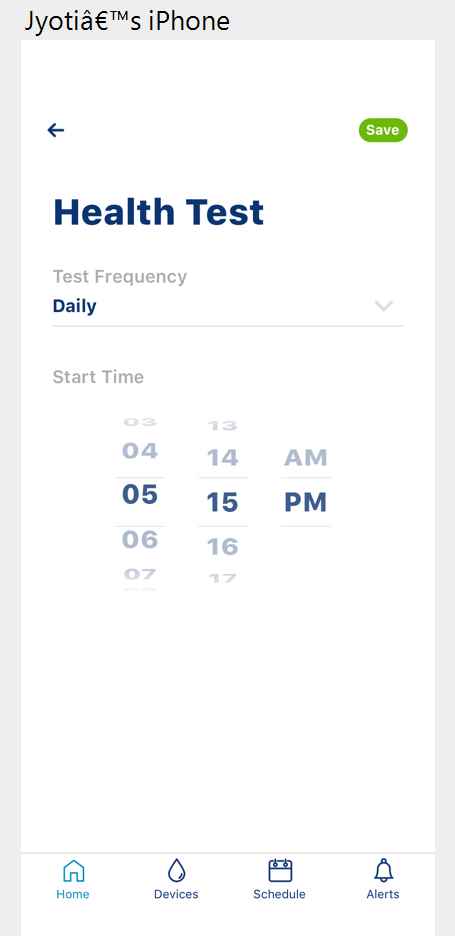 Jyotiâ€™s iPhone
Save
Health Test
Test Frequency
Daily
Start Time
03 13
04 14 AM
05 15 PM
06 16
07 17
Home Devices Schedule Alerts